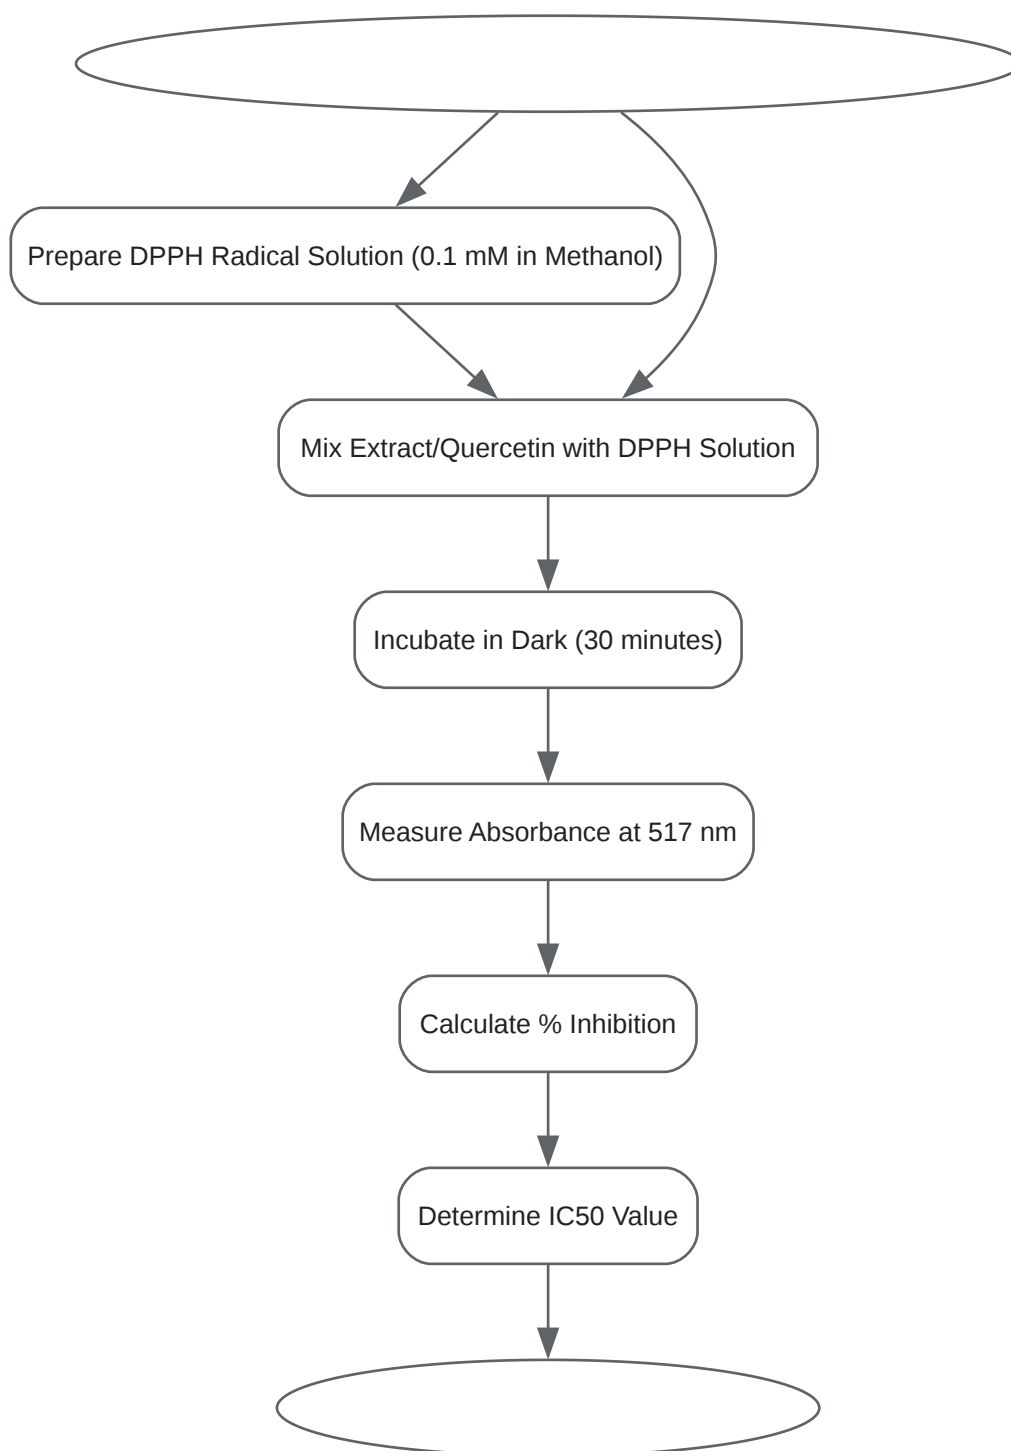 Prepare DPPH Radical Solution (0.1 mM in Methanol)
Mix Extract/Quercetin with DPPH Solution
Incubate in Dark (30 minutes)
Measure Absorbance at 517 nm
Calculate % Inhibition
Determine IC50 Value